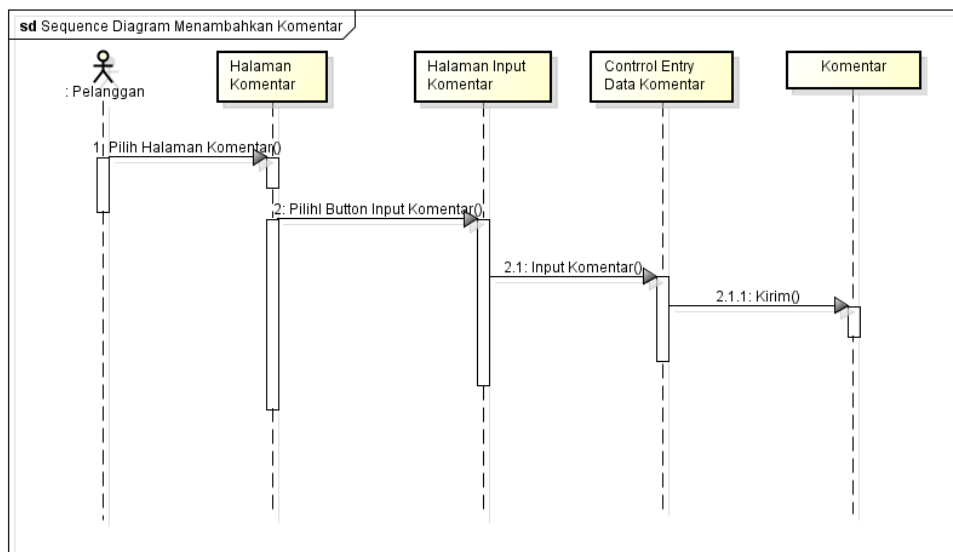 sd Sequence Diagram Menambahkan Komentar
: Pelanggan
Halaman
Komentar
Halaman Input
Komentar
Contrrol Entry
Data Komentar
Komentar
1: Pilih Halaman Komentar()
2: Pilihl Button Input Komentar()
2.1: Input Komentar()
2.1.1: Kirim()